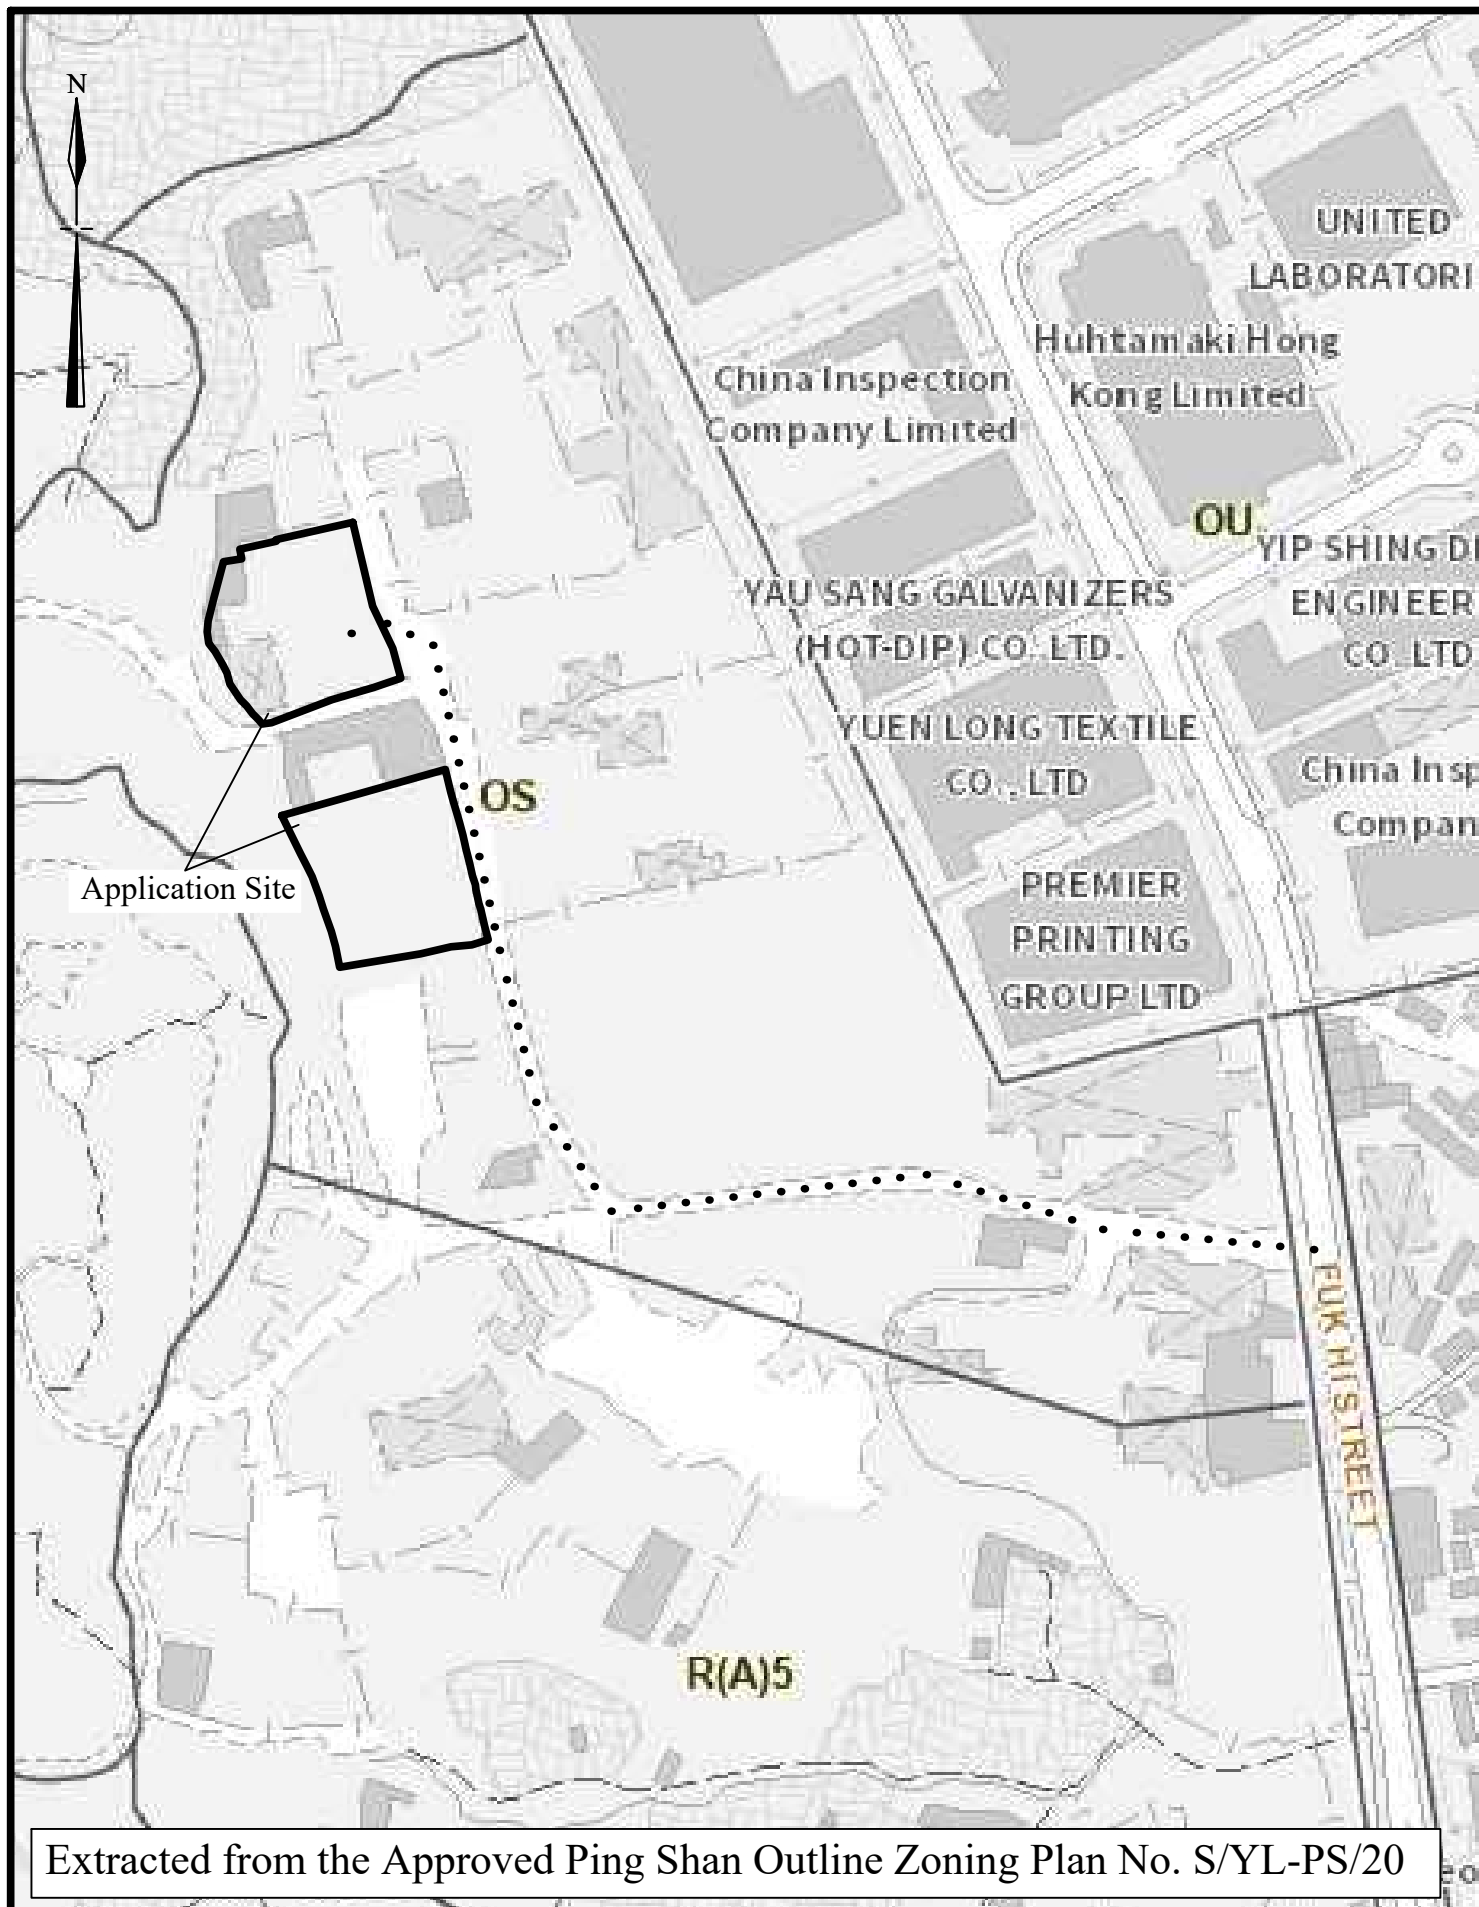 N
UNITED
LABORATORI
Huhtamaki Hong
Kong Limited
China Inspection
Company Limited
OU
YIP SHING DI
ENGINEER
CO. LTD
YAU SANG GALVANIZERS
(HOT-DIP) CO. LTD.
YUEN LONG TEXTILE
CO., LTD
China Insp
Compan
OS
Application Site
PREMIER
PRINTING
GROUP LTD
FUK HI STREET
R(A)5
Extracted from the Approved Ping Shan Outline Zoning Plan No. S/YL-PS/20